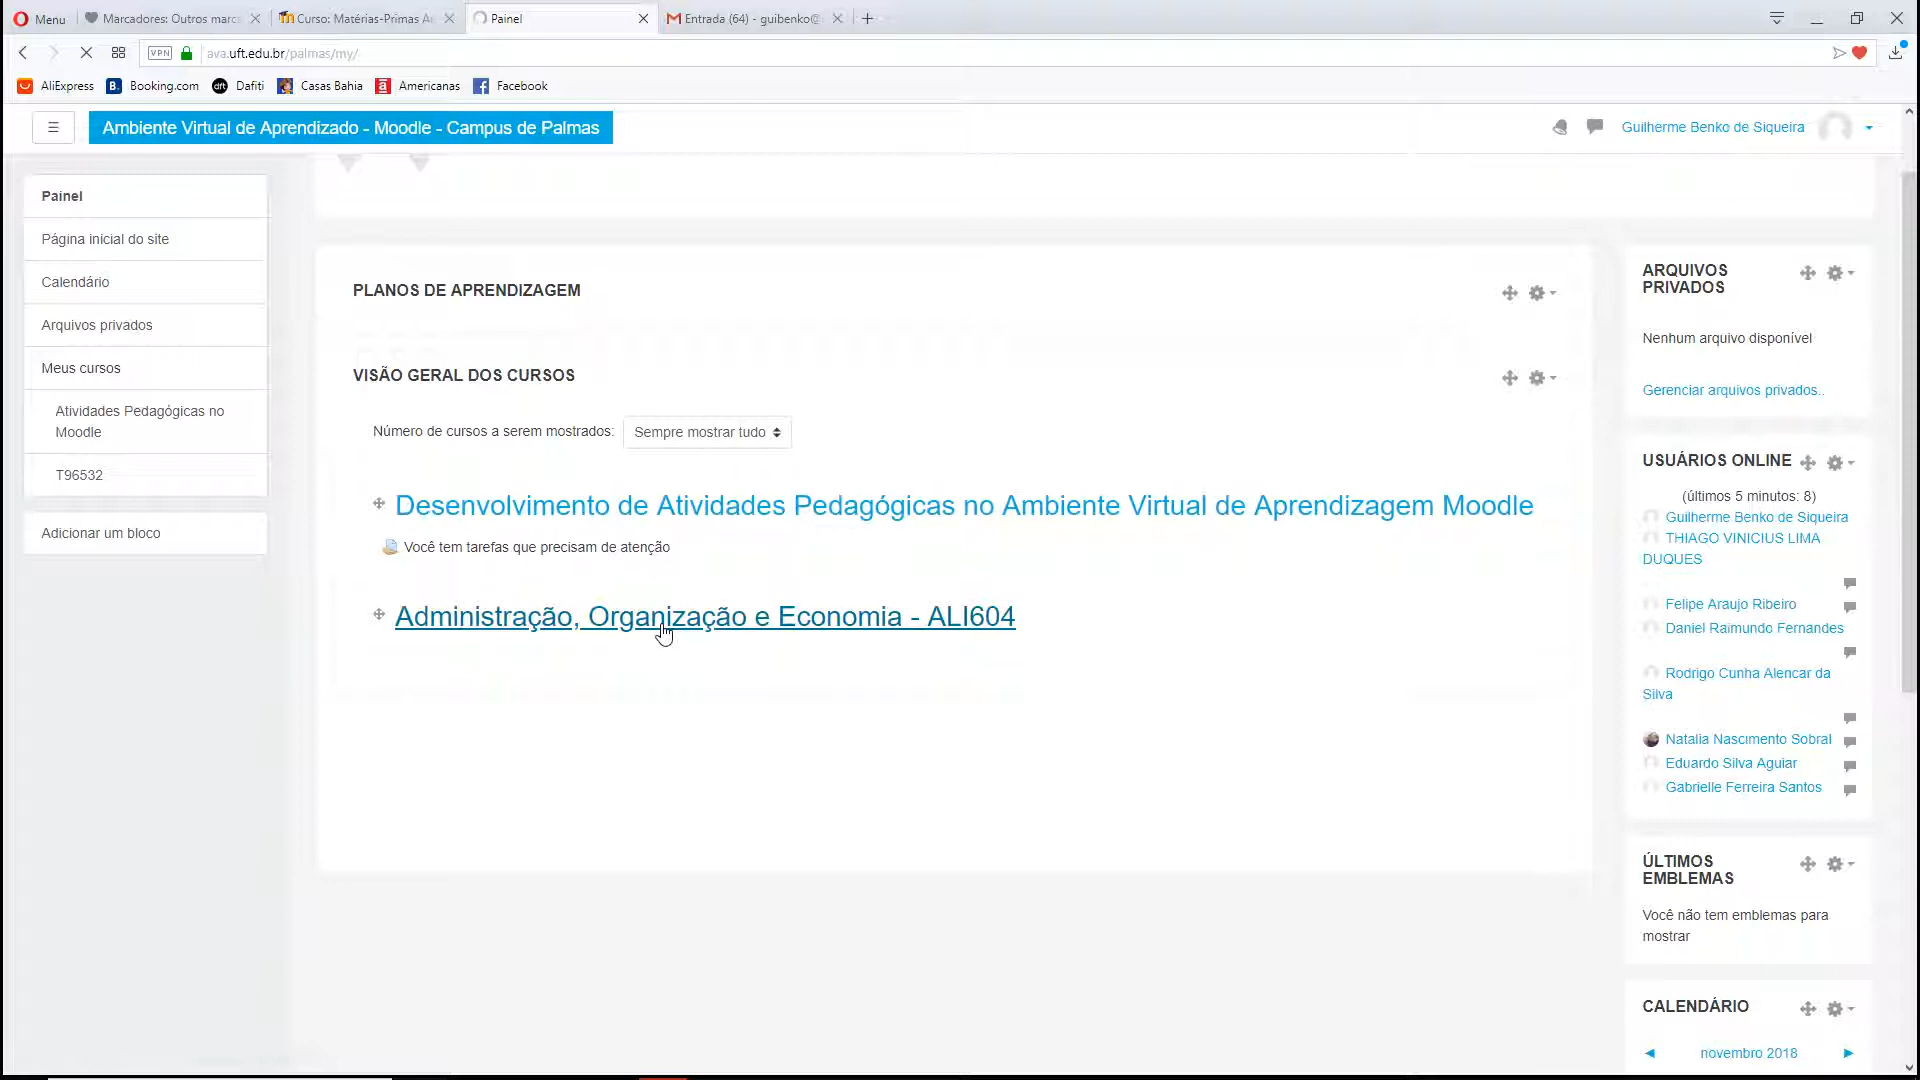 Menu
Marcadores: Outros marc
Curso: Matérias-Primas A
Painel
Entrada (64) - guibenko@
VPN
ava.uft.edu.br/palmas/my/
AliExpress
Booking.com
Dafiti
Casas Bahia
Americanas
Facebook
Ambiente Virtual de Aprendizado - Moodle - Campus de Palmas
Guilherme Benko de Siqueira
Painel
Página inicial do site
Calendário
Arquivos privados
Meus cursos
Atividades Pedagógicas no
Moodle
T96532
Adicionar um bloco
PLANOS DE APRENDIZAGEM
VISÃO GERAL DOS CURSOS
Número de cursos a serem mostrados:
Sempre mostrar tudo
Desenvolvimento de Atividades Pedagógicas no Ambiente Virtual de Aprendizagem Moodle
Você tem tarefas que precisam de atenção
Administração, Organização e Economia - ALI604
ARQUIVOS
PRIVADOS
Nenhum arquivo disponível
Gerenciar arquivos privados..
USUÁRIOS ONLINE
(últimos 5 minutos: 8)
Guilherme Benko de Siqueira
THIAGO VINICIUS LIMA
DUQUES
Felipe Araujo Ribeiro
Daniel Raimundo Fernandes
Rodrigo Cunha Alencar da
Silva
Natalia Nascimento Sobral
Eduardo Silva Aguiar
Gabrielle Ferreira Santos
ÚLTIMOS
EMBLEMAS
Você não tem emblemas para
mostrar
CALENDÁRIO
novembro 2018